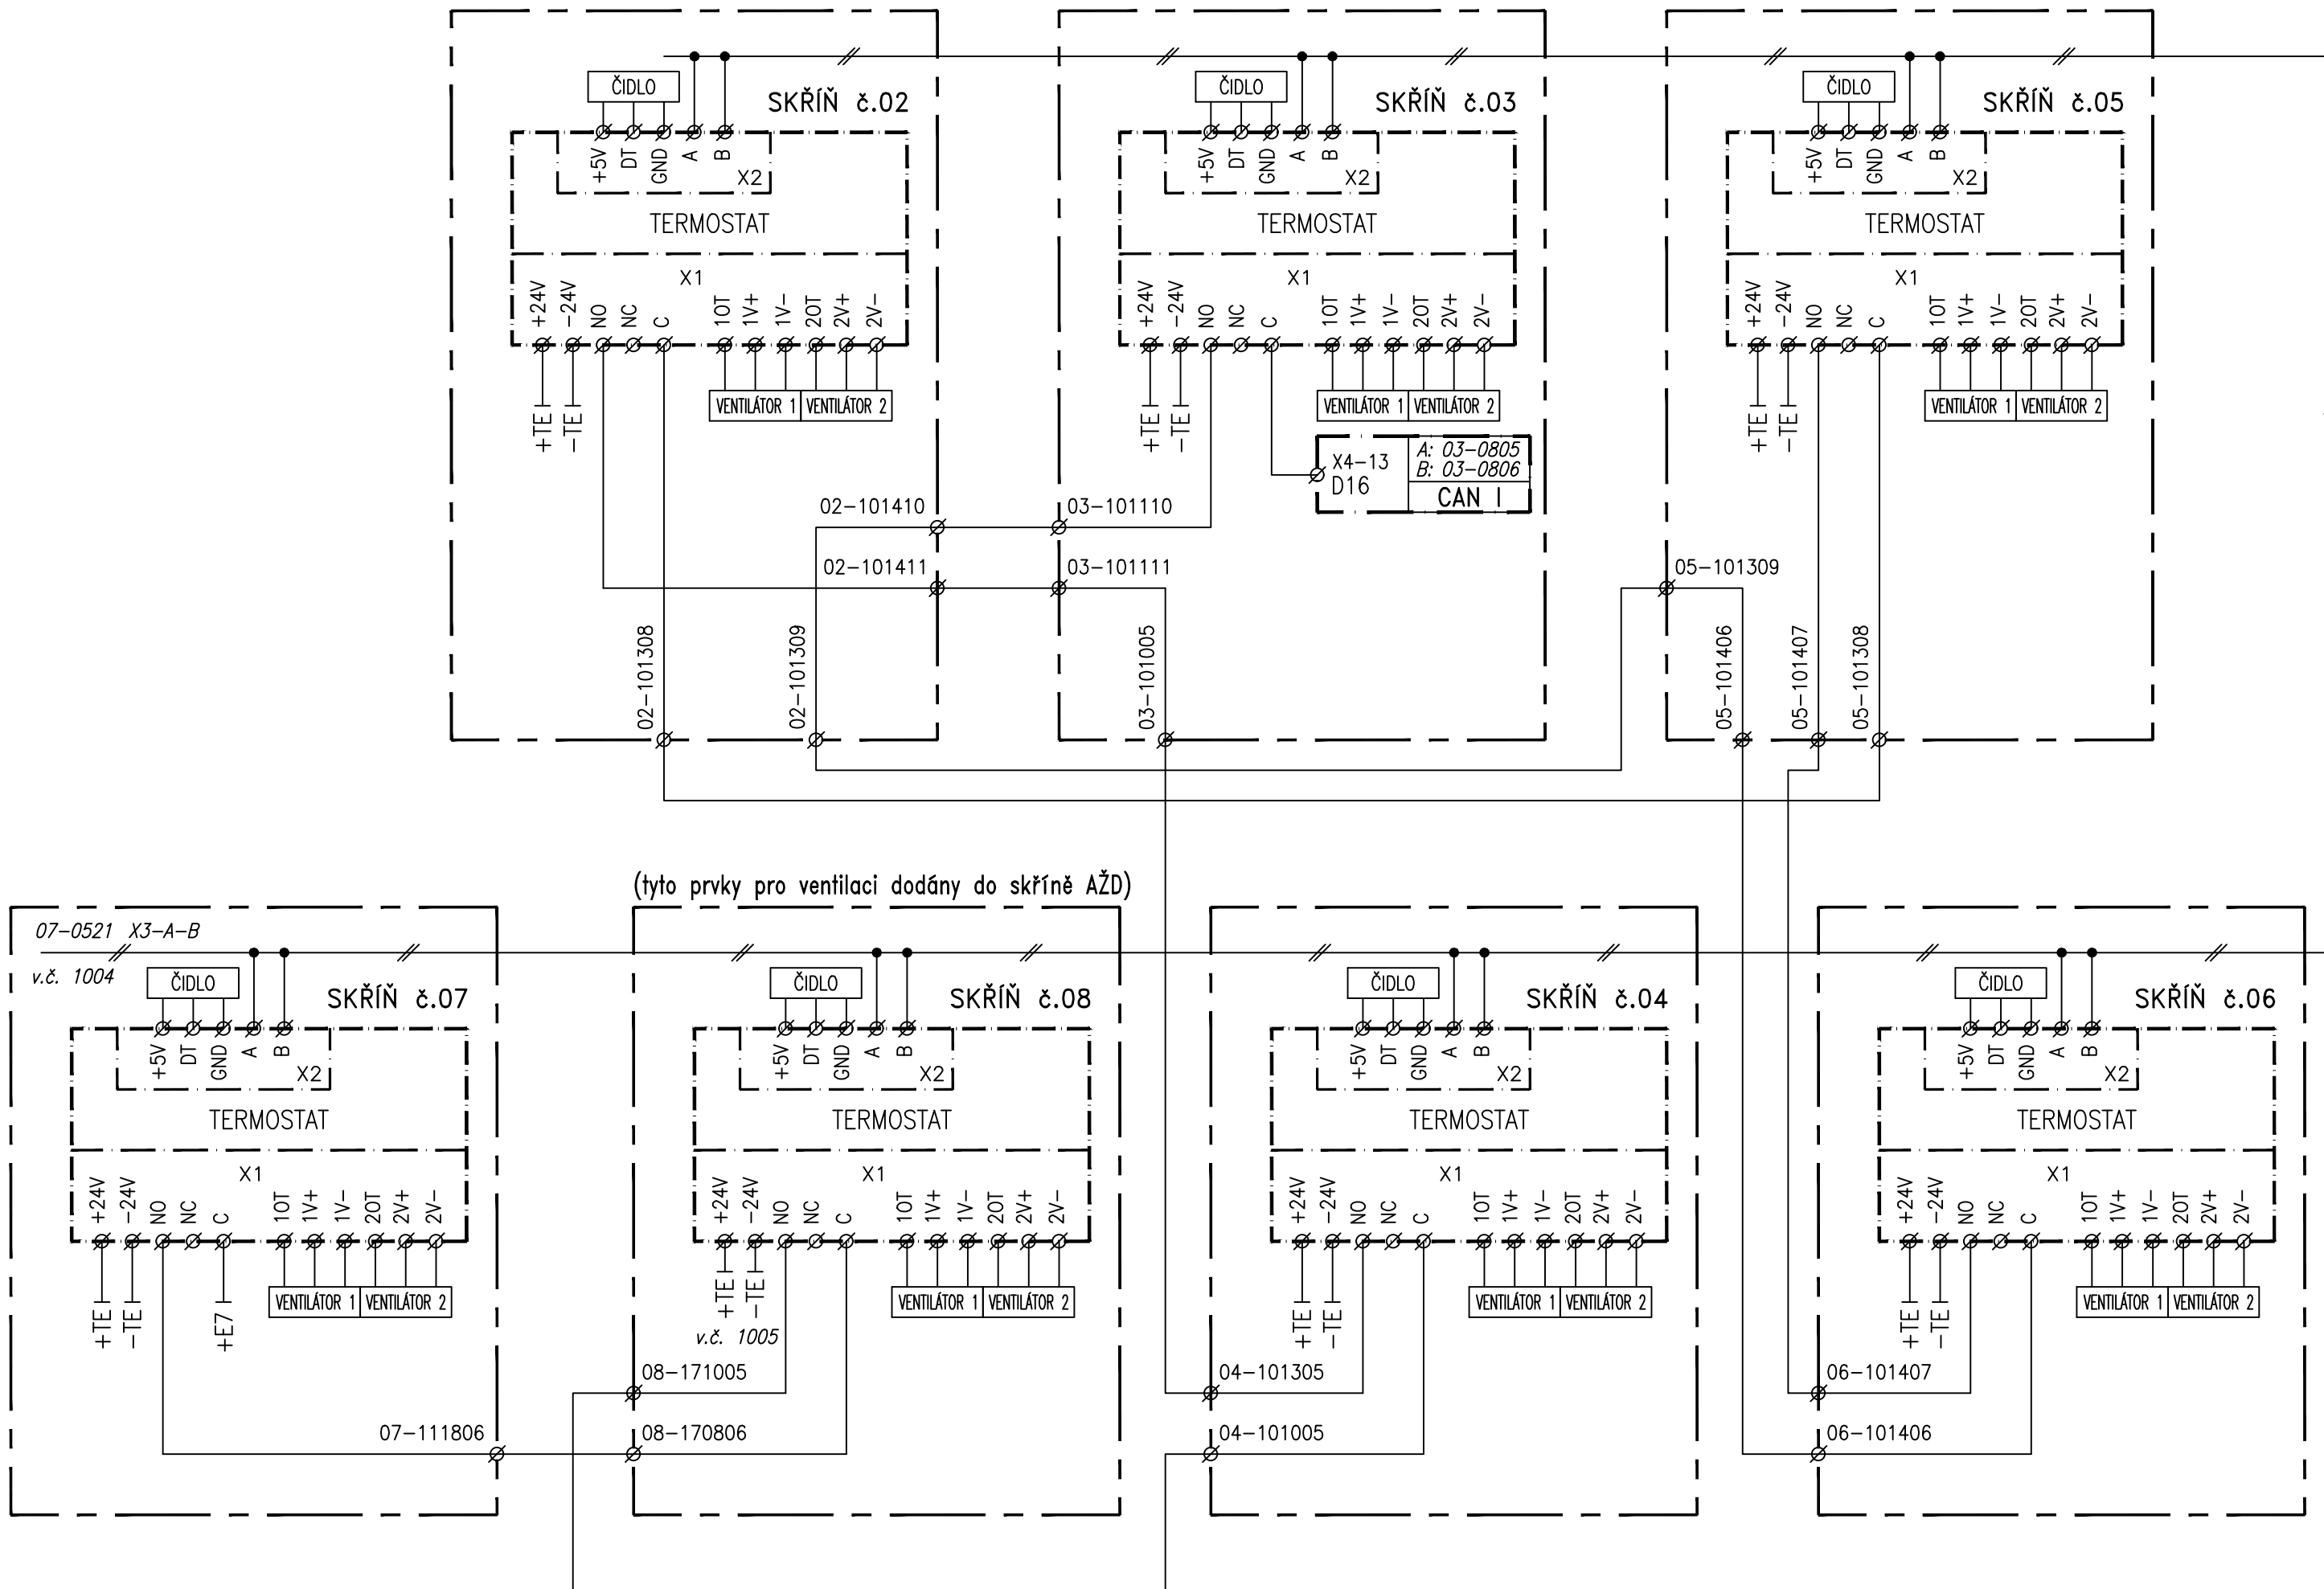 ČIDLO
SKŘÍŇ č.02
+5V DT GND A B
X2
TERMOSTAT
X1
+24V -24V NO NC C 1OT 1V+ 1V- 2OT 2V+ 2V-
VENTILÁTOR 1 VENTILÁTOR 2
+TE -TE
02-101410
02-101411
02-101308
02-101309
ČIDLO
SKŘÍŇ č.03
+5V DT GND A B
X2
TERMOSTAT
X1
+24V -24V NO NC C 1OT 1V+ 1V- 2OT 2V+ 2V-
VENTILÁTOR 1 VENTILÁTOR 2
+TE -TE
X4-13
D16
A: 03-0805
B: 03-0806
CAN I
03-101110
03-101111
03-101005
ČIDLO
SKŘÍŇ č.05
+5V DT GND A B
X2
TERMOSTAT
X1
+24V -24V NO NC C 1OT 1V+ 1V- 2OT 2V+ 2V-
VENTILÁTOR 1 VENTILÁTOR 2
+TE -TE
05-101309
05-101406
05-101407
05-101308
(tyto prvky pro ventilaci dodány do skříně AŽD)
07-0521 X3-A-B
v.č. 1004
ČIDLO
SKŘÍŇ č.07
+5V DT GND A B
X2
TERMOSTAT
X1
+24V -24V NO NC C 1OT 1V+ 1V- 2OT 2V+ 2V-
VENTILÁTOR 1 VENTILÁTOR 2
+TE -TE +E7
07-111806
ČIDLO
SKŘÍŇ č.08
+5V DT GND A B
X2
TERMOSTAT
X1
+24V -24V NO NC C 1OT 1V+ 1V- 2OT 2V+ 2V-
VENTILÁTOR 1 VENTILÁTOR 2
+TE -TE
v.č. 1005
08-171005
08-170806
ČIDLO
SKŘÍŇ č.04
+5V DT GND A B
X2
TERMOSTAT
X1
+24V -24V NO NC C 1OT 1V+ 1V- 2OT 2V+ 2V-
VENTILÁTOR 1 VENTILÁTOR 2
+TE -TE
04-101305
04-101005
ČIDLO
SKŘÍŇ č.06
+5V DT GND A B
X2
TERMOSTAT
X1
+24V -24V NO NC C 1OT 1V+ 1V- 2OT 2V+ 2V-
VENTILÁTOR 1 VENTILÁTOR 2
+TE -TE
06-101407
06-101406